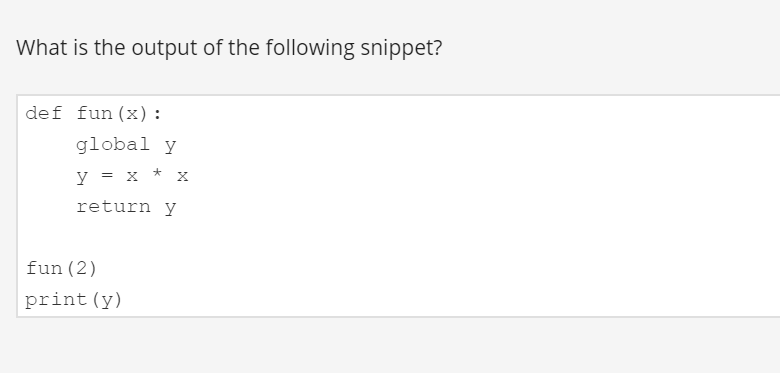 What is the output of the following snippet?
def fun(x):
    global y
    y = x * x
    return y
fun(2)
print(y)